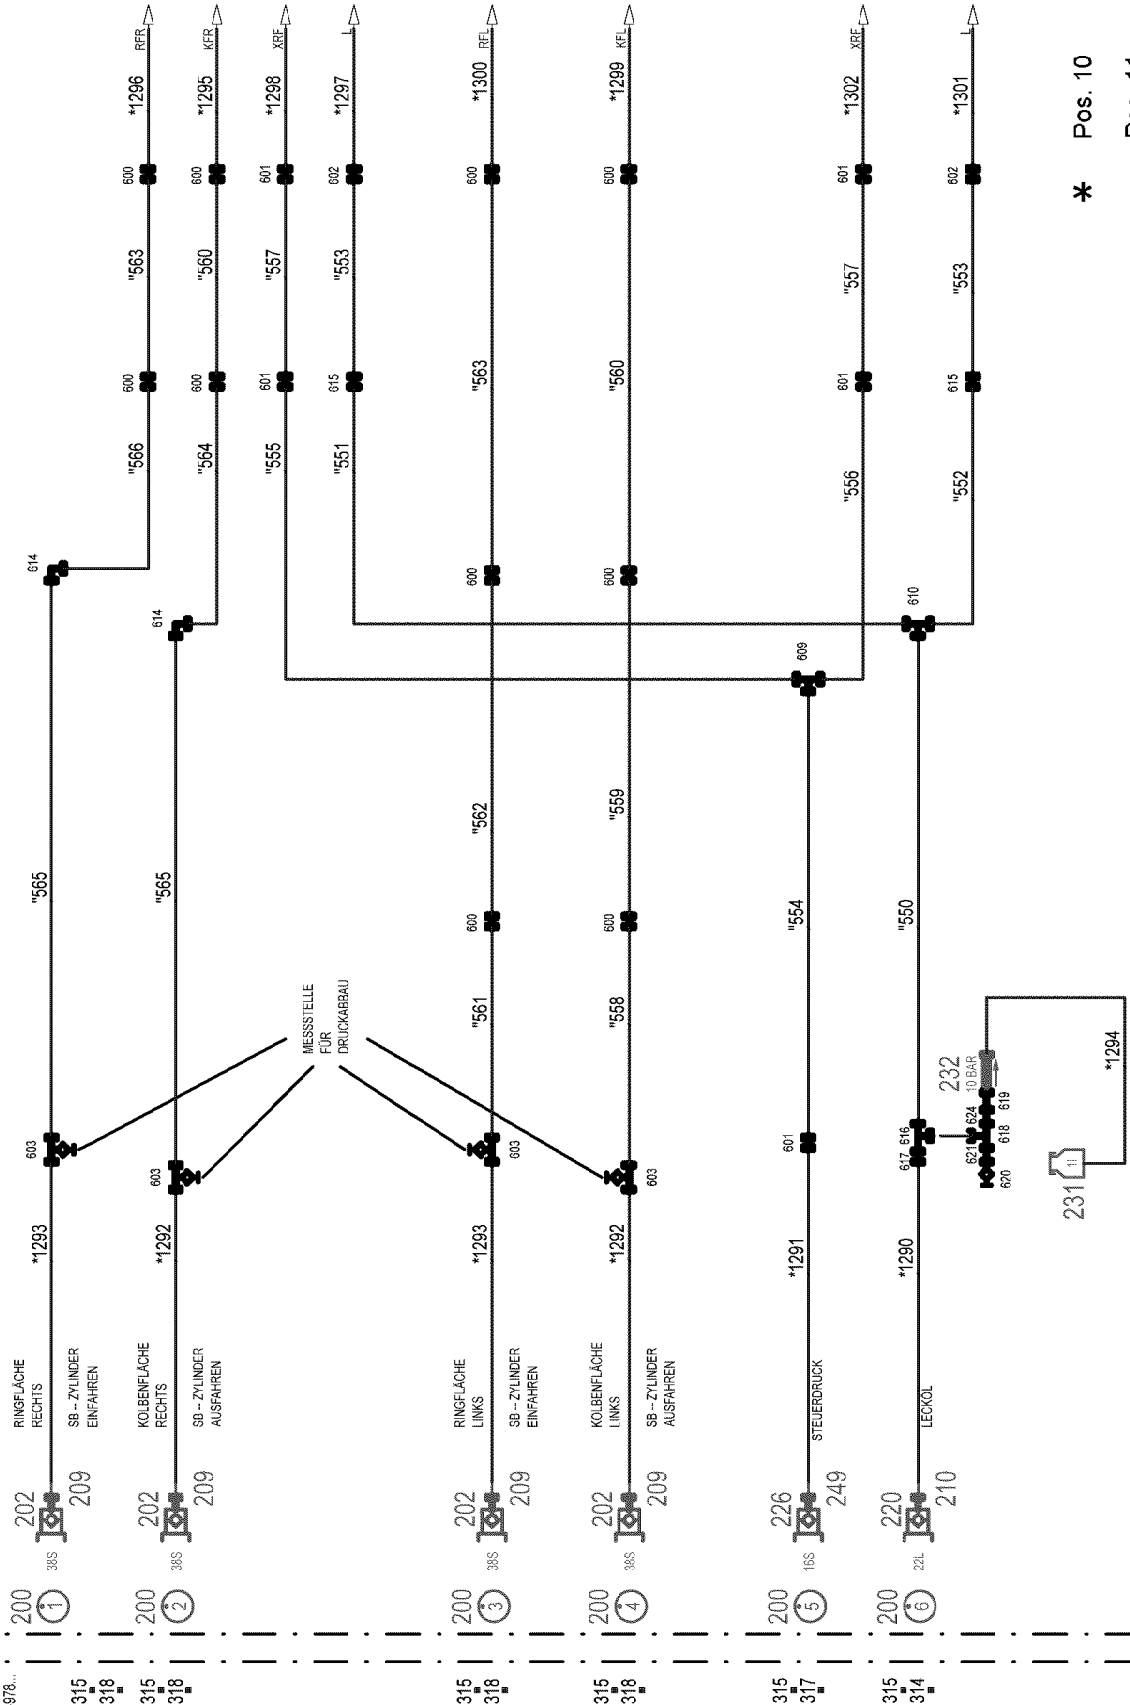 978...
315
318
200
1
38S
202
209
RINGFLÄCHE
RECHTS
SB – ZYLINDER
EINFAHREN
*1293
603
"565
614
"566
600
"563
600
*1296
RFR
315
318
200
2
38S
202
209
KOLBENFLÄCHE
RECHTS
SB – ZYLINDER
AUSFAHREN
*1292
603
"565
614
"564
600
"560
600
*1295
KFR
"555
601
"557
601
*1298
XRF
MESSSTELLE
FÜR
DRUCKABBAU
"551
615
"553
602
*1297
L
315
318
200
3
38S
202
209
RINGFLÄCHE
LINKS
SB – ZYLINDER
EINFAHREN
*1293
603
"561
600
"562
600
"563
600
*1300
RFL
315
318
200
4
38S
202
209
KOLBENFLÄCHE
LINKS
SB – ZYLINDER
AUSFAHREN
*1292
603
"558
600
"559
600
"560
600
*1299
KFL
315
317
200
5
16S
226
249
STEUERDRUCK
*1291
601
"554
609
"556
601
"557
601
*1302
XRF
315
314
200
6
22L
220
210
LECKÖL
*1290
617
616
"550
610
"552
615
"553
602
*1301
L
621
624
620
618
619
232
10 BAR
231
*1294
* Pos. 10